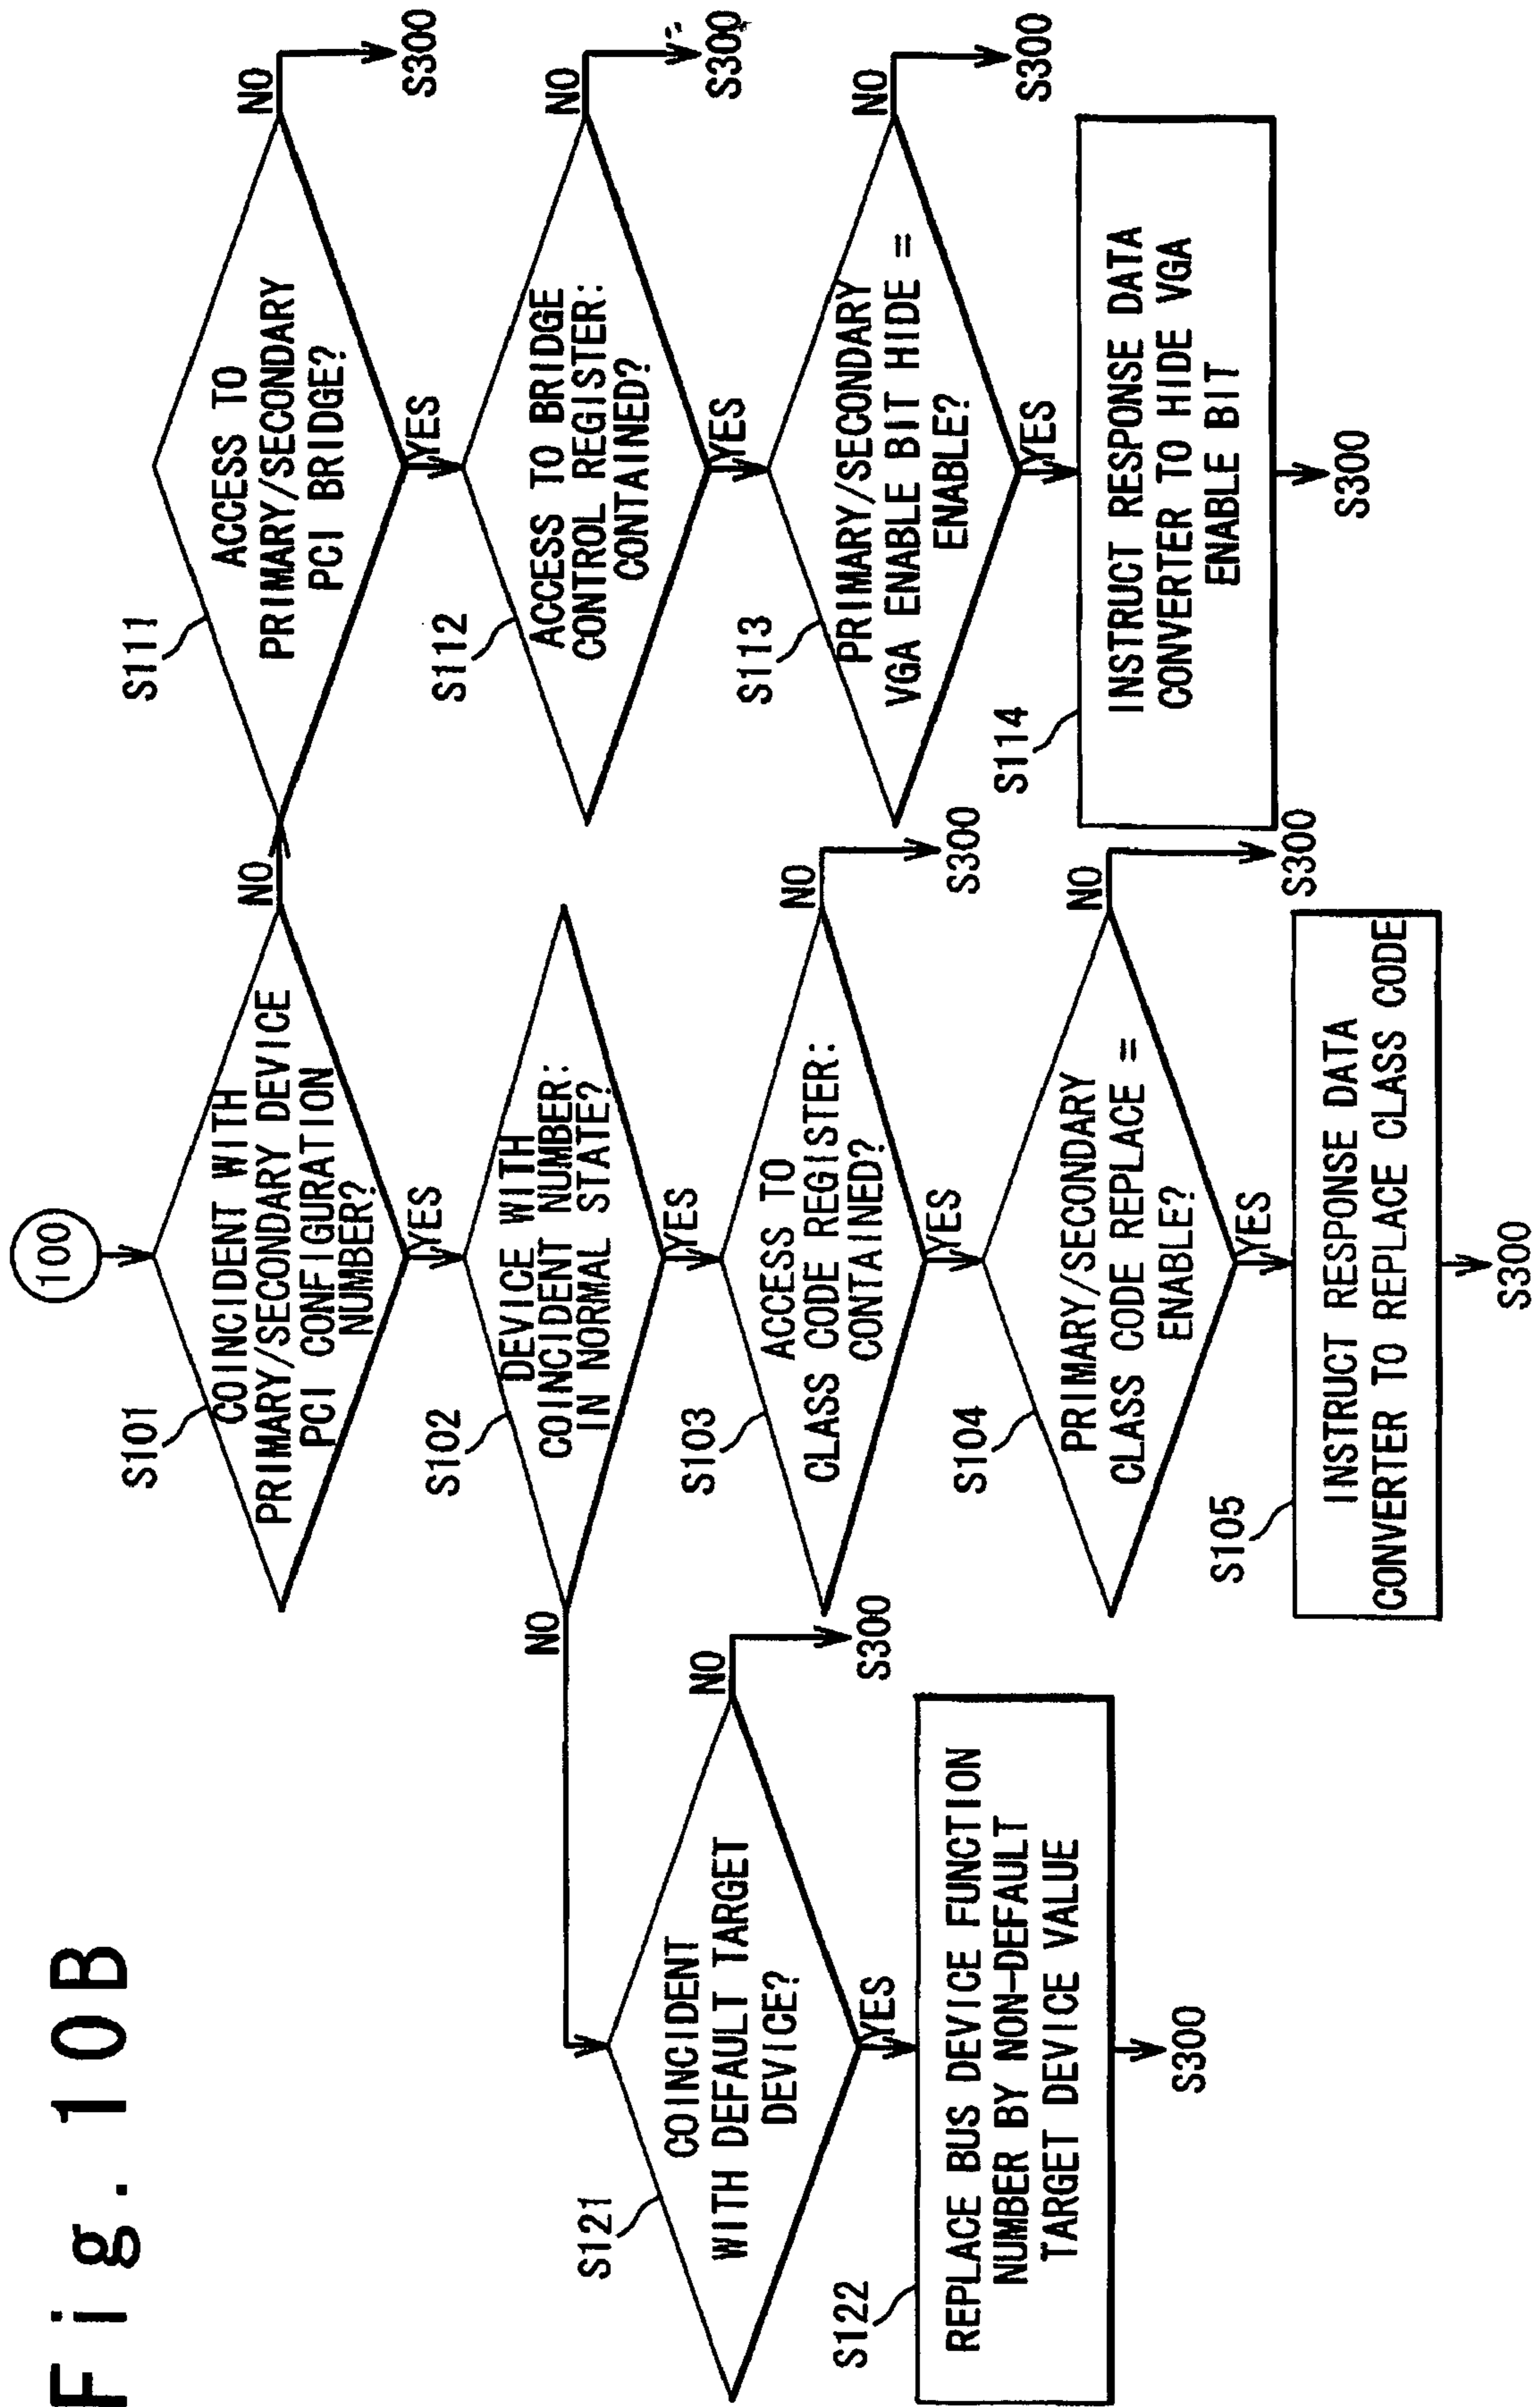 Fig. 10B
100
S101
COINCIDENT WITH
PRIMARY/SECONDARY DEVICE
PCI CONFIGURATION
NUMBER?
NO
YES
S102
DEVICE WITH
COINCIDENT NUMBER:
IN NORMAL STATE?
NO
YES
S103
ACCESS TO
CLASS CODE REGISTER:
CONTAINED?
NO
S300
YES
S104
PRIMARY/SECONDARY
CLASS CODE REPLACE =
ENABLE?
NO
S300
YES
S105
INSTRUCT RESPONSE DATA
CONVERTER TO REPLACE CLASS CODE
S300
S111
ACCESS TO
PRIMARY/SECONDARY
PCI BRIDGE?
NO
S300
YES
S112
ACCESS TO BRIDGE
CONTROL REGISTER:
CONTAINED?
NO
S300
YES
S113
PRIMARY/SECONDARY
VGA ENABLE BIT HIDE =
ENABLE?
NO
S300
YES
S114
INSTRUCT RESPONSE DATA
CONVERTER TO HIDE VGA
ENABLE BIT
S300
S121
COINCIDENT
WITH DEFAULT TARGET
DEVICE?
NO
S300
YES
S122
REPLACE BUS DEVICE FUNCTION
NUMBER BY NON-DEFAULT
TARGET DEVICE VALUE
S300